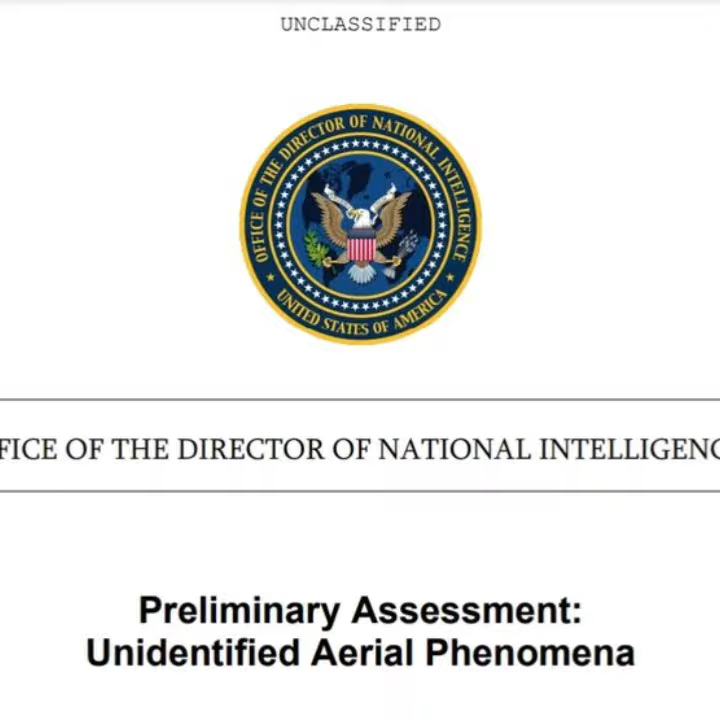 UNCLASSIFIED
OFFICE OF THE DIRECTOR OF NATIONAL INTELLIGENCE
UNITED STATES OF AMERICA
FICE OF THE DIRECTOR OF NATIONAL INTELLIGENC
Preliminary Assessment:
Unidentified Aerial Phenomena